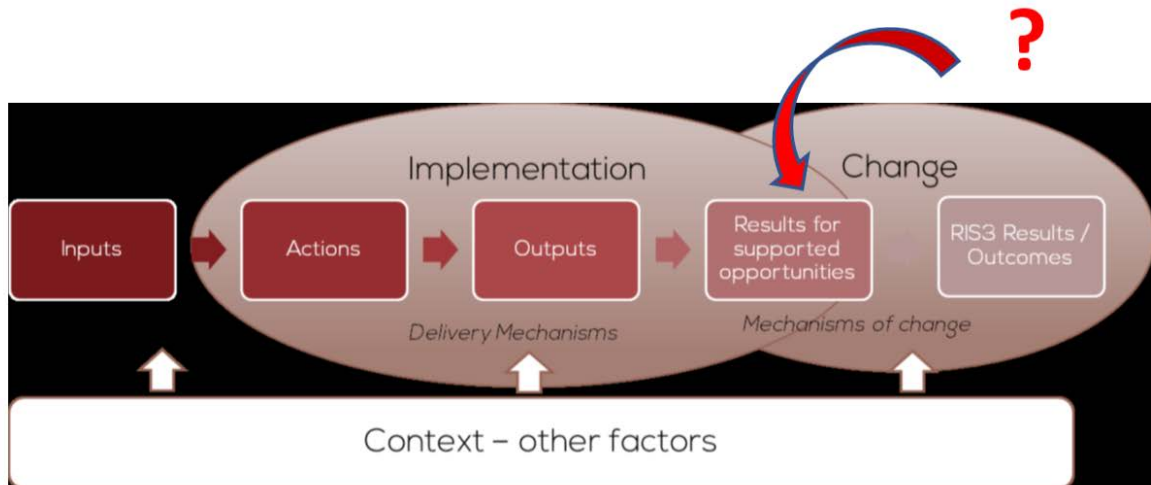 ?
Implementation
Change
Inputs
Actions
Outputs
Results for
supported
opportunities
RIS3 Results /
Outcomes
Delivery Mechanisms
Mechanisms of change
Context – other factors